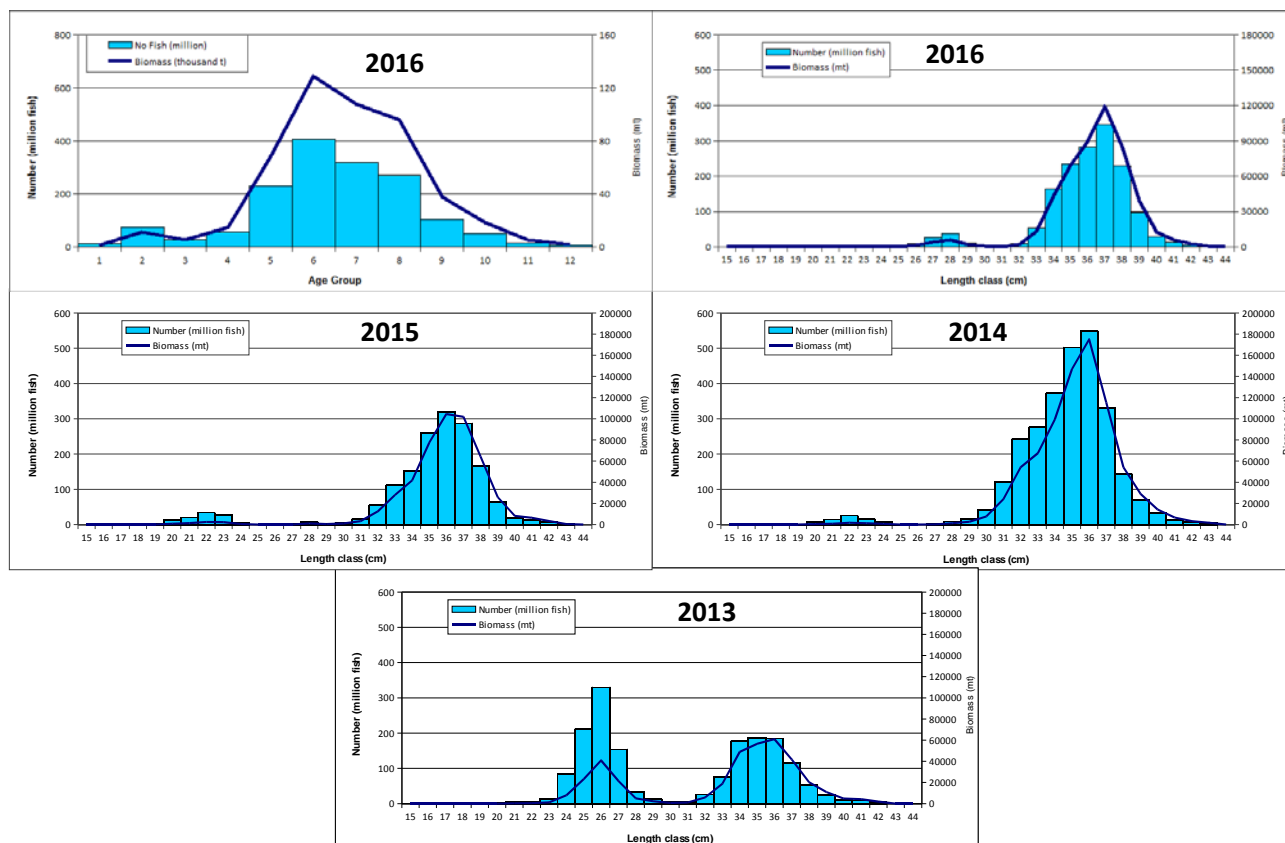 800
600
400
200
0
No Fish (million)
Biomass (thousand t)
2016
160
120
80
40
0
Number (million fish)
Biomass (mt)
1 2 3 4 5 6 7 8 9 10 11 12
Age Group
600
500
400
300
200
100
0
Number (million fish)
Biomass (mt)
2016
180000
150000
120000
90000
60000
30000
0
Number (million fish)
Biomass (mt)
15 16 17 18 19 20 21 22 23 24 25 26 27 28 29 30 31 32 33 34 35 36 37 38 39 40 41 42 43 44
Length class (cm)
600
500
400
300
200
100
0
Number (million fish)
Biomass (mt)
2015
200000
180000
160000
140000
120000
100000
80000
60000
40000
20000
0
Number (million fish)
Biomass (mt)
15 16 17 18 19 20 21 22 23 24 25 26 27 28 29 30 31 32 33 34 35 36 37 38 39 40 41 42 43 44
Length class (cm)
600
500
400
300
200
100
0
Number (million fish)
Biomass (mt)
2014
200000
180000
160000
140000
120000
100000
80000
60000
40000
20000
0
Number (million fish)
Biomass (mt)
15 16 17 18 19 20 21 22 23 24 25 26 27 28 29 30 31 32 33 34 35 36 37 38 39 40 41 42 43 44
Length class (cm)
600
500
400
300
200
100
0
Number (million fish)
Biomass (mt)
2013
200000
180000
160000
140000
120000
100000
80000
60000
40000
20000
0
Number (million fish)
Biomass (mt)
15 16 17 18 19 20 21 22 23 24 25 26 27 28 29 30 31 32 33 34 35 36 37 38 39 40 41 42 43 44
Length class (cm)